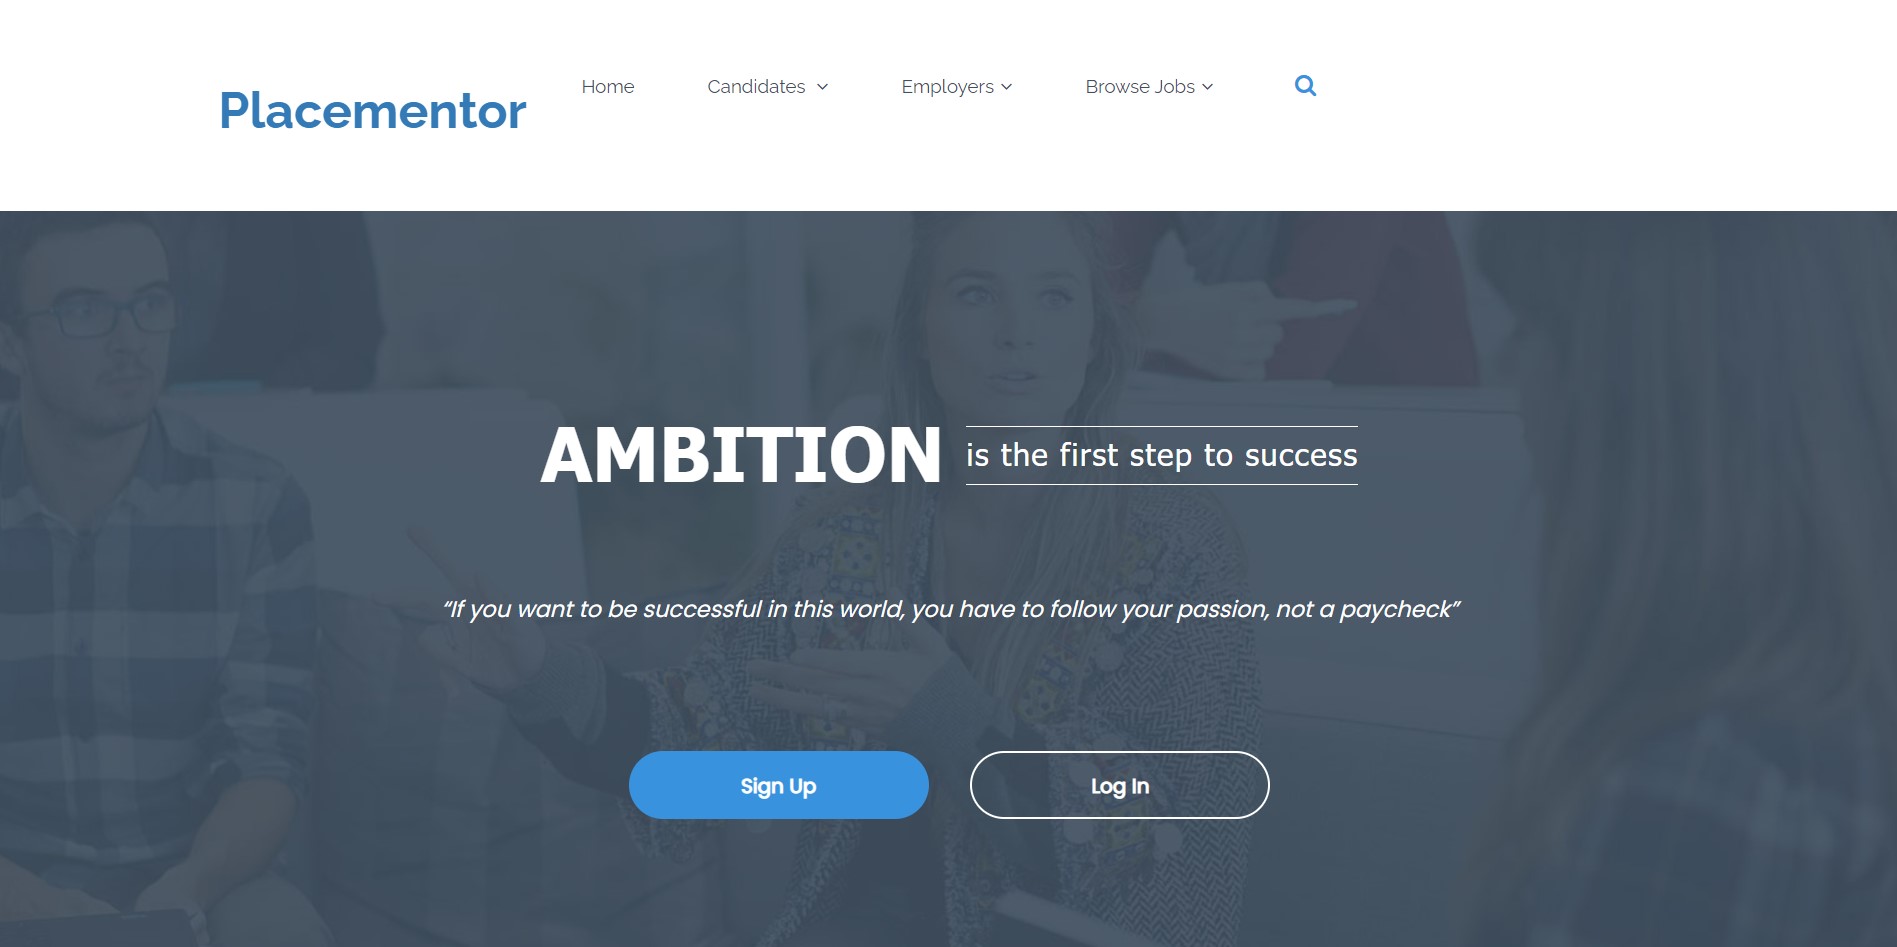 Placementor
Home Candidates Employers Browse Jobs
AMBITION is the first step to success
“If you want to be successful in this world, you have to follow your passion, not a paycheck”
Sign Up Log In